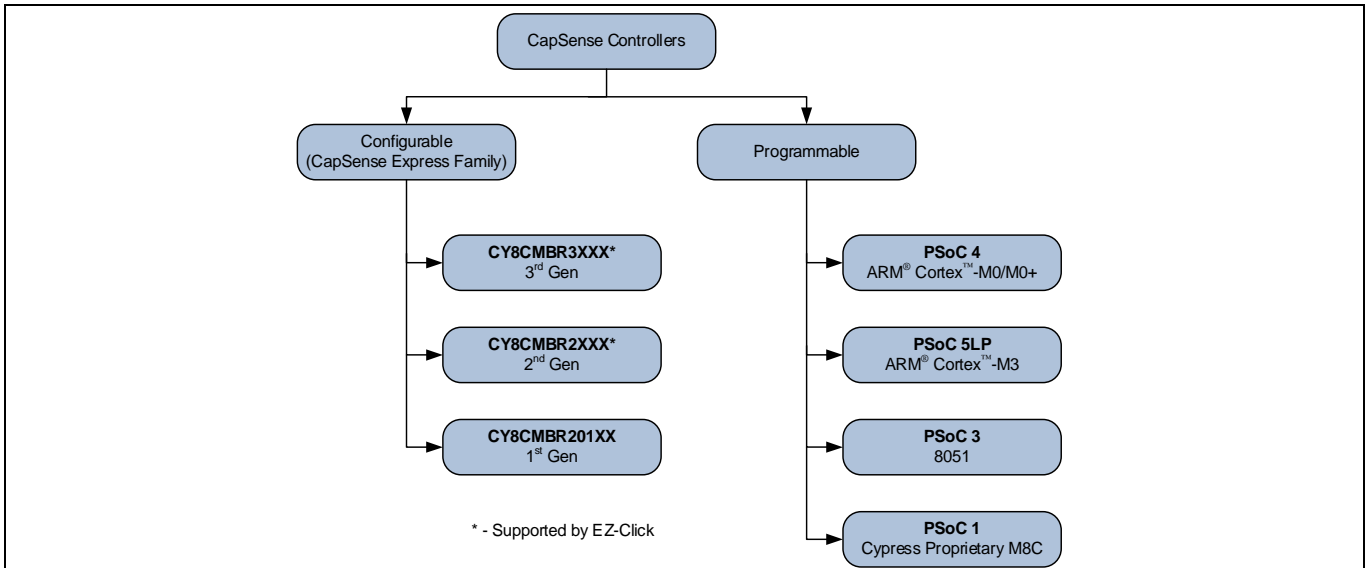 CapSense Controllers
Configurable
(CapSense Express Family)
Programmable
CY8CMBR3XXX*
3rd Gen
CY8CMBR2XXX*
2nd Gen
CY8CMBR201XX
1st Gen
* - Supported by EZ-Click
PSoC 4
ARM® Cortex™-M0/M0+
PSoC 5LP
ARM® Cortex™-M3
PSoC 3
8051
PSoC 1
Cypress Proprietary M8C